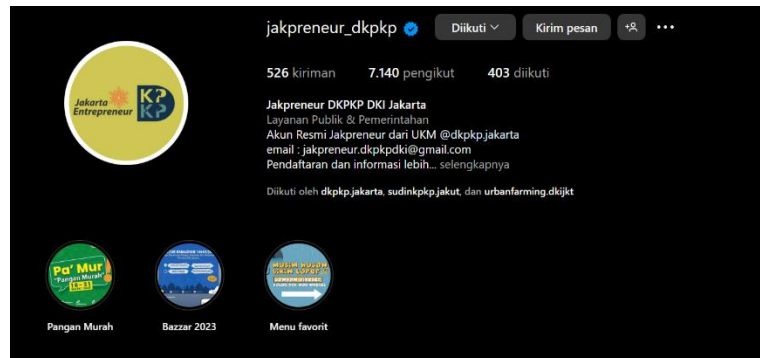 jakpreneur_dkpkp
Diikuti
Kirim pesan
526 kiriman 7.140 pengikut 403 diikuti
Jakpreneur DKPKP DKI Jakarta
Layanan Publik & Pemerintahan
Akun Resmi Jakpreneur dari UKM @dkpkp.jakarta
email : jakpreneur.dkpkpdki@gmail.com
Pendaftaran dan informasi lebih... selengkapnya
Diikuti oleh dkpkp.jakarta, sudinkpkp.jakut, dan urbanfarming.dkijkt
Jakarta
Entrepreneur
KP
KP
Pa' Mur
"Pangan Murah"
Pangan Murah
Bazzar 2023
Menu favorit